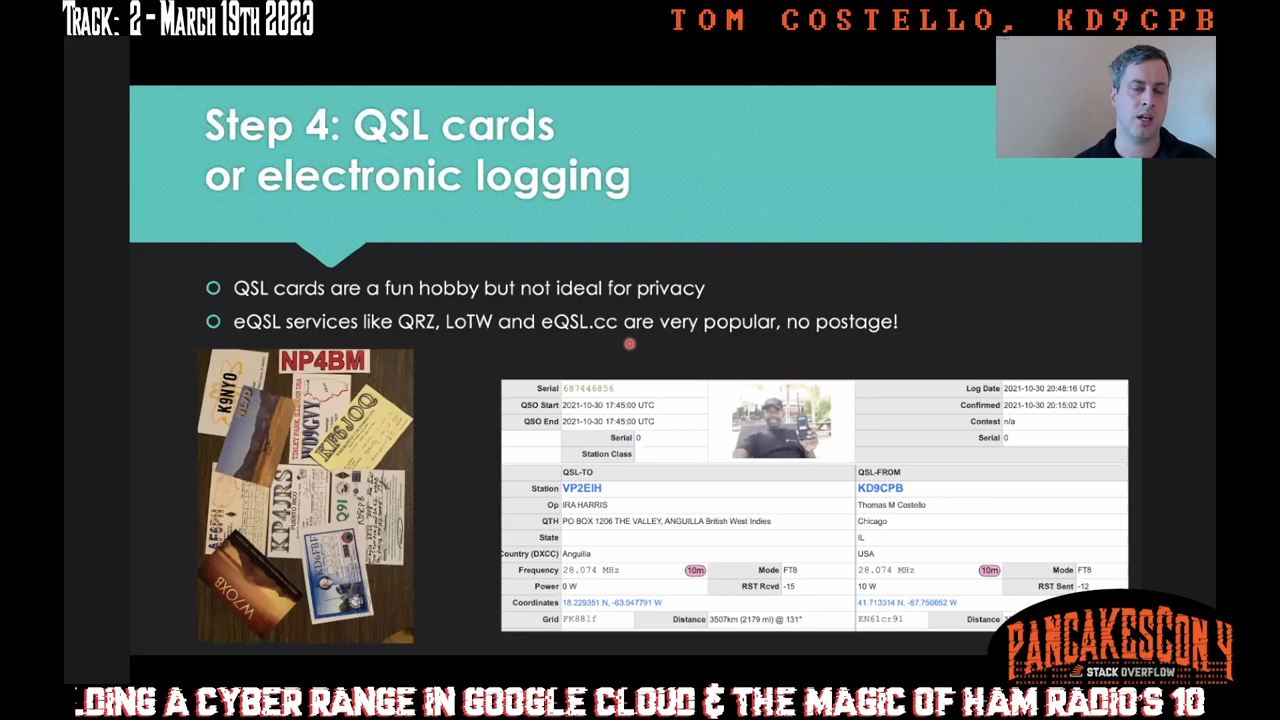 TRACK: 2 - MARCH 19TH 2023
TOM COSTELLO, KD9CPB
Step 4: QSL cards
or electronic logging
QSL cards are a fun hobby but not ideal for privacy
eQSL services like QRZ, LoTW and eQSL.cc are very popular, no postage!
NP4BM
K9NYO
WD9GVY
TINLEY PARK, ILLINOIS USA
KF6JOQ
KP4JRS
Q9I
W7OXB
KD6FBF
Serial 687446856 Log Date 2021-10-30 20:48:16 UTC
QSO Start 2021-10-30 17:45:00 UTC Confirmed 2021-10-30 20:15:02 UTC
QSO End 2021-10-30 17:45:00 UTC Contest n/a
Serial 0 Serial 0
Station Class
QSL-TO QSL-FROM
Station VP2EIH KD9CPB
Op IRA HARRIS Thomas M Costello
QTH PO BOX 1206 THE VALLEY, ANGUILLA British West Indies Chicago
State IL
Country (DXCC) Anguilla USA
Frequency 28.074 MHz 10m Mode FT8 28.074 MHz 10m Mode FT8
Power 0 W RST Rcvd -15 10 W RST Sent -12
Coordinates 18.229351 N, -63.047791 W 41.713314 N, -87.756652 W
Grid FK88lf Distance 3507km (2179 mi) @ 131° EN61cr91 Distance
PANCAKESCON 4
STACK OVERFLOW
DING A CYBER RANGE IN GOOGLE CLOUD & THE MAGIC OF HAM RADIO'S 10